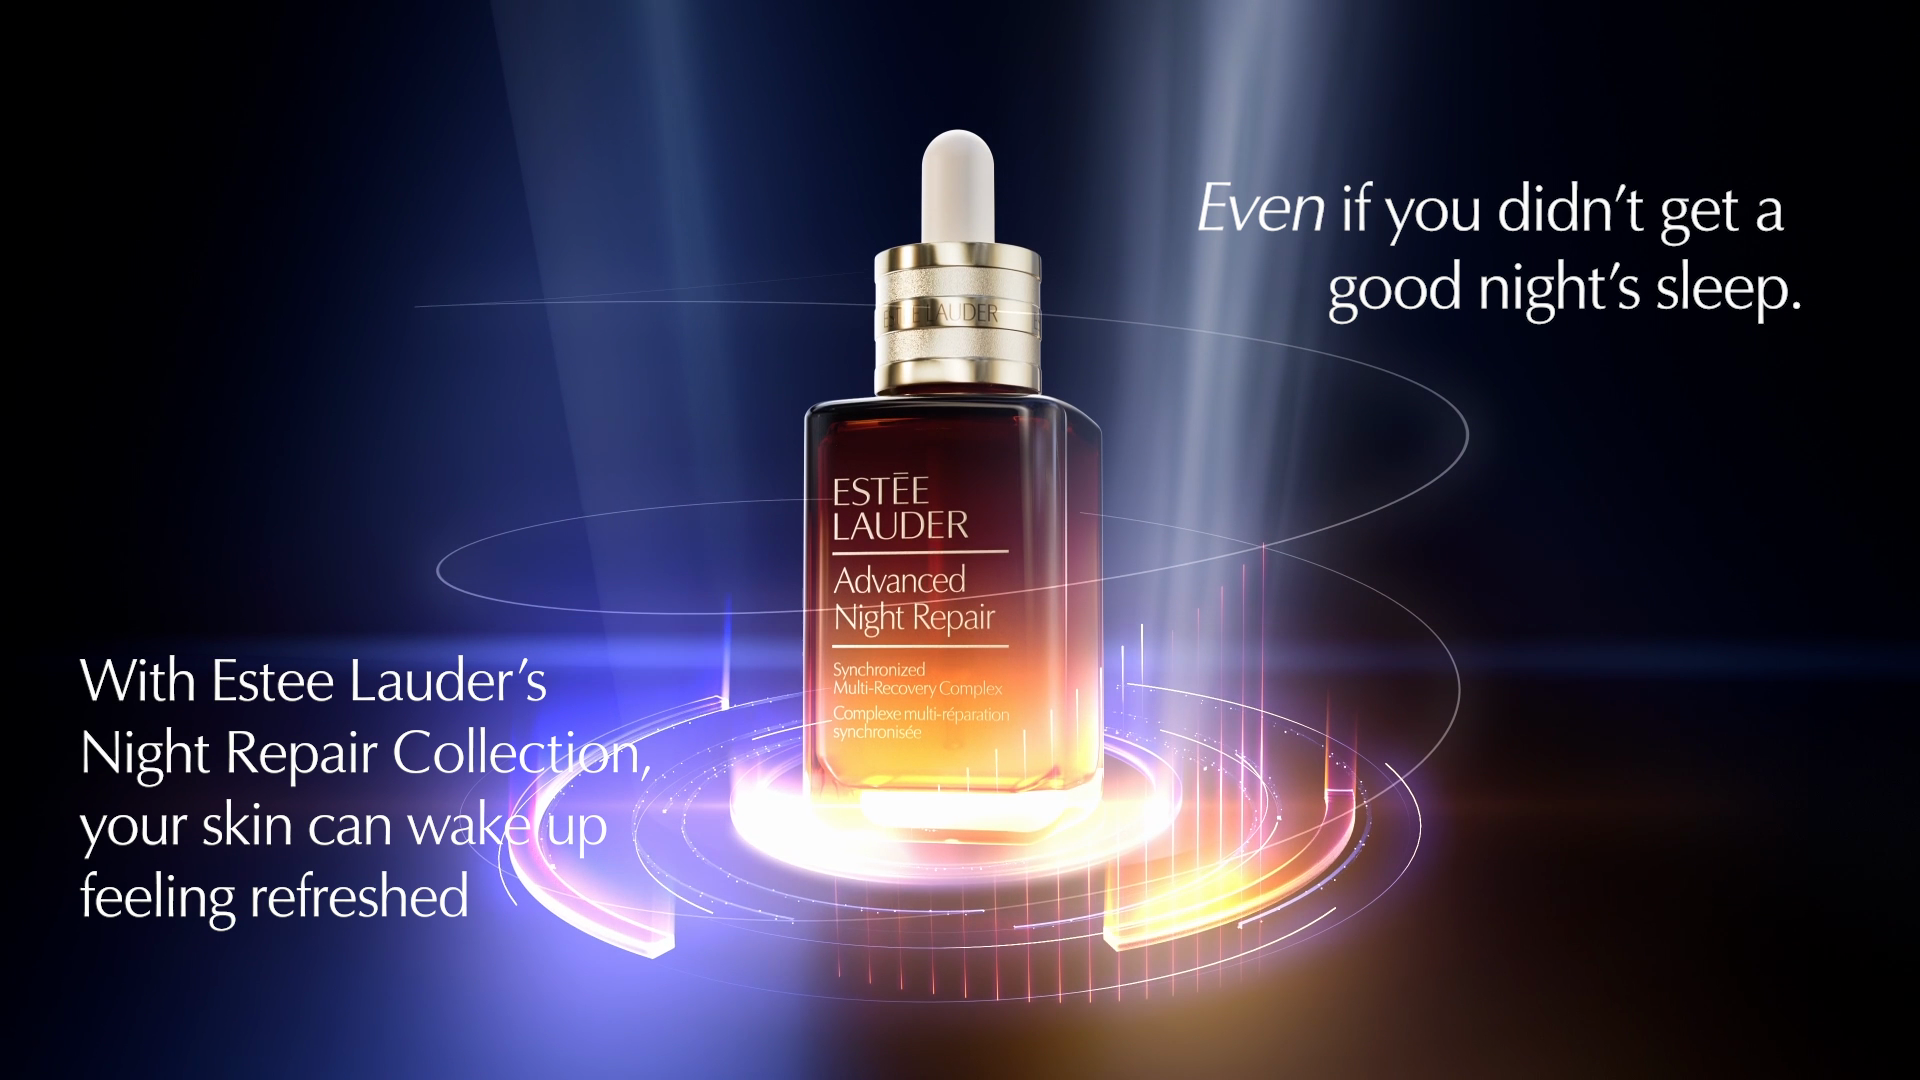 Even if you didn't get a
good night's sleep.
LAUDER
ESTĒE
LAUDER
Advanced
Night Repair
Synchronized
Multi-Recovery Complex
Complexe multi-réparation
synchronisée
With Estee Lauder's
Night Repair Collection,
your skin can wake up
feeling refreshed